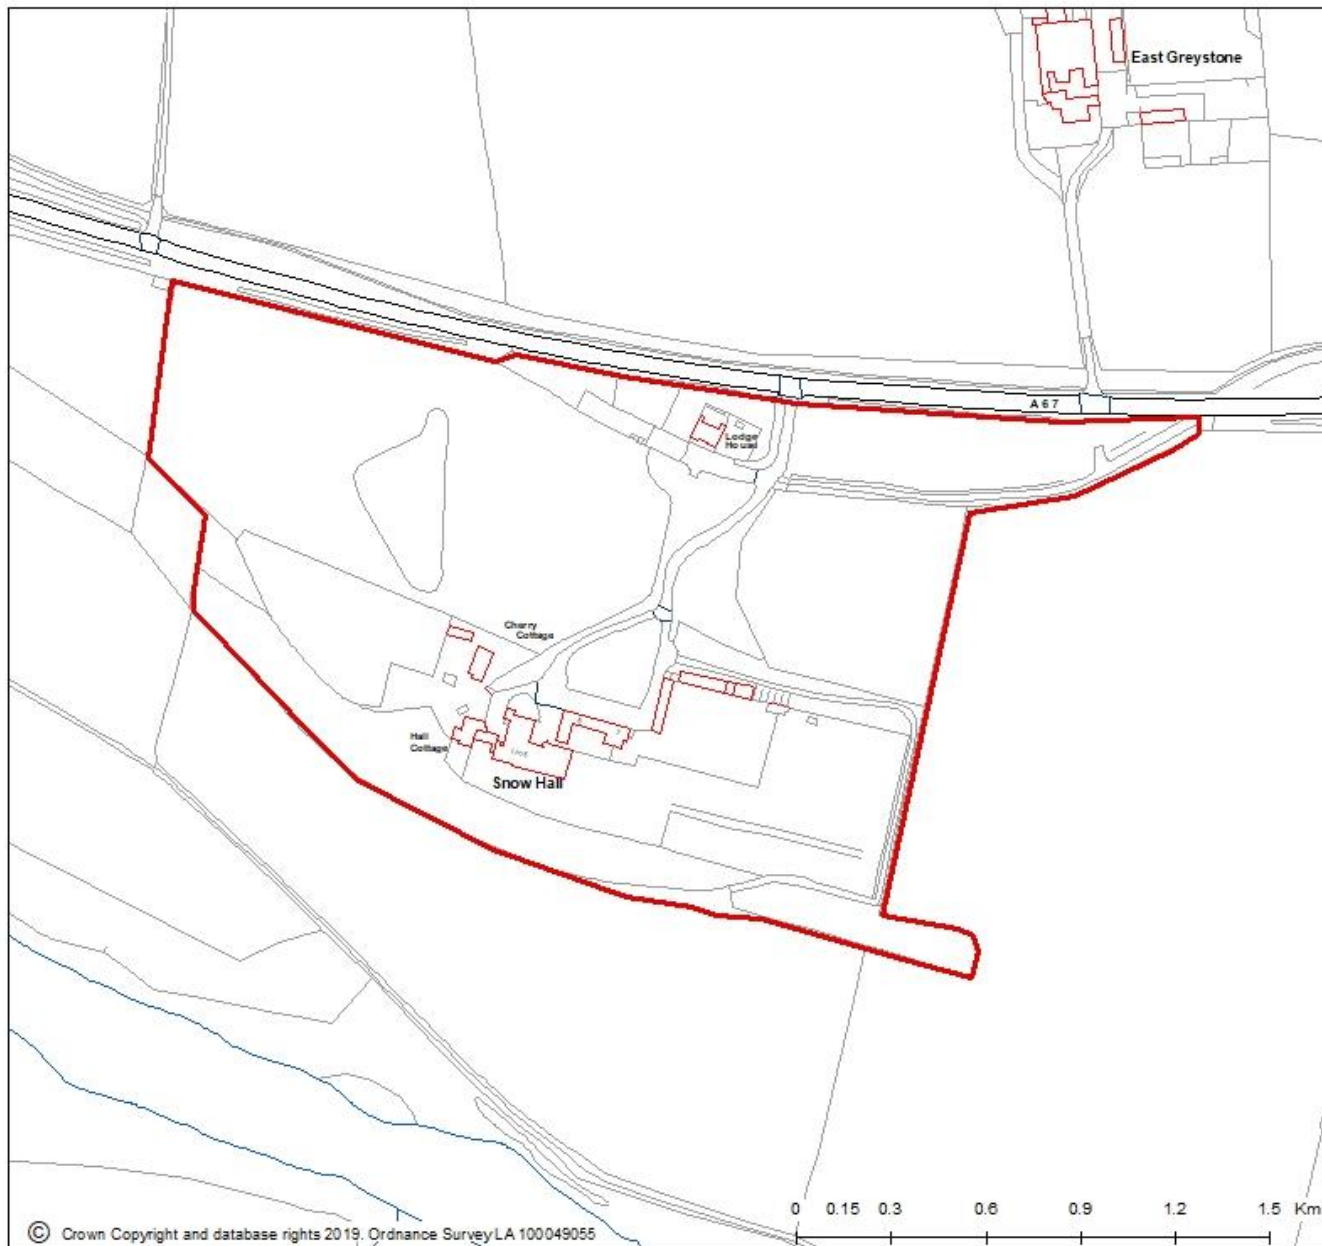 East Greystone
A 67
Lodge
House
Cherry
Cottage
Hall
Cottage
Snow Hall
0 0.15 0.3 0.6 0.9 1.2 1.5 Km
© Crown Copyright and database rights 2019. Ordnance Survey LA 100049055